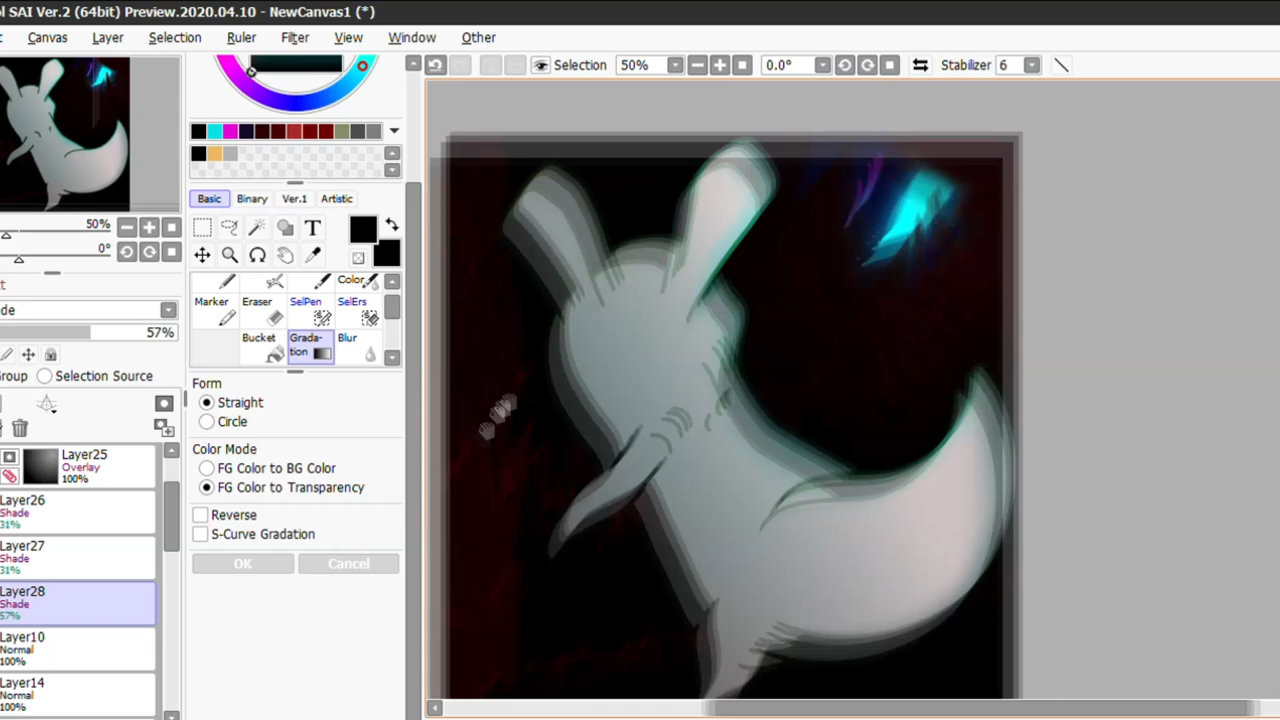 ol SAI Ver.2 (64bit) Preview.2020.04.10 - NewCanvas1 (*)
Canvas Layer Selection Ruler Filter View Window Other
Selection 50% 0.0° Stabilizer 6
Basic Binary Ver.1 Artistic
T
50%
0°
Color
Marker Eraser SelPen SelErs
57%
Bucket Grada-tion Blur
Selection Source
Form
Straight
Circle
Color Mode
FG Color to BG Color
FG Color to Transparency
Reverse
S-Curve Gradation
OK Cancel
Layer25
Overlay
100%
Layer26
Shade
31%
Layer27
Shade
31%
Layer28
Shade
57%
Layer10
Normal
100%
Layer14
Normal
100%